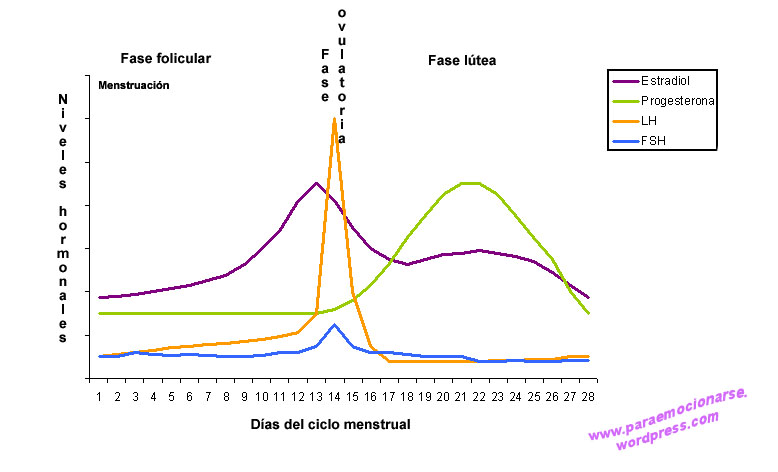 Fase folicular
Menstruación
Fase
ovulatoria
Fase lútea
Niveles hormonales
Estradiol
Progesterona
LH
FSH
1 2 3 4 5 6 7 8 9 10 11 12 13 14 15 16 17 18 19 20 21 22 23 24 25 26 27 28
Días del ciclo menstrual
www.paraemocionarse.
wordpress.com